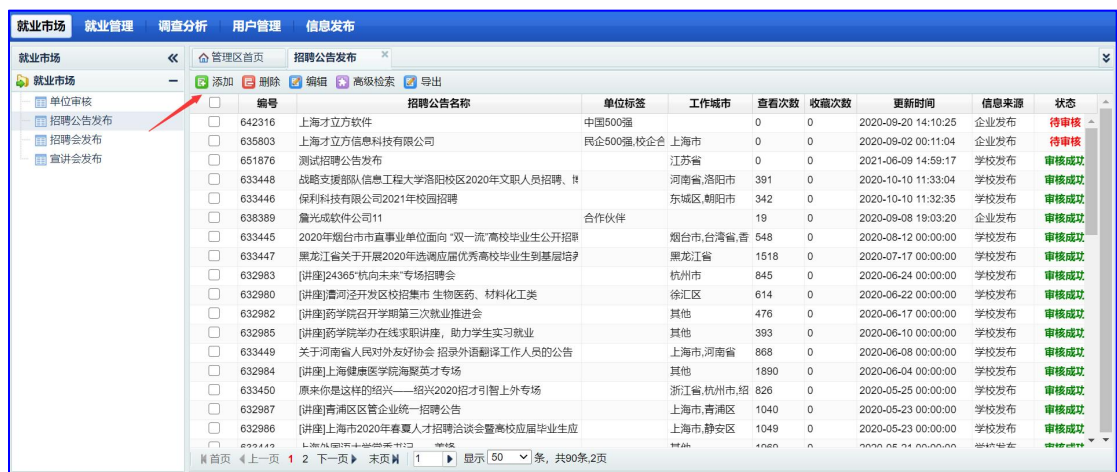 就业市场 就业管理 调查分析 用户管理 信息发布
就业市场 管理区首页 招聘公告发布
就业市场 添加 删除 编辑 高级检索 导出
单位审核
招聘公告发布
招聘会发布
宣讲会发布
编号 招聘公告名称 单位标签 工作城市 查看次数 收藏次数 更新时间 信息来源 状态
642316 上海才立方软件 中国500强 0 0 2020-09-20 14:10:25 企业发布 待审核
635803 上海才立方信息科技有限公司 民企500强,校企合 上海市 0 0 2020-09-02 00:11:04 企业发布 待审核
651876 测试招聘公告发布 江苏省 0 0 2021-06-09 14:59:17 学校发布 审核成功
633448 战略支援部队信息工程大学洛阳校区2020年文职人员招聘、 河南省,洛阳市 391 0 2020-10-10 11:33:04 学校发布 审核成功
633446 保利科技有限公司2021年校园招聘 东城区,朝阳市 342 0 2020-10-10 11:32:35 学校发布 审核成功
638389 詹光成软件公司11 合作伙伴 19 0 2020-09-08 19:03:20 企业发布 审核成功
633445 2020年烟台市市直事业单位面向 “双一流”高校毕业生公开招聘 烟台市,台湾省,香 548 0 2020-08-12 00:00:00 学校发布 审核成功
633447 黑龙江省关于开展2020年选调应届优秀高校毕业生到基层培养 黑龙江省 1518 0 2020-07-17 00:00:00 学校发布 审核成功
632983 [讲座]24365“杭向未来”专场招聘会 杭州市 845 0 2020-06-24 00:00:00 学校发布 审核成功
632980 [讲座]漕河泾开发区校招集市 生物医药、材料化工类 徐汇区 614 0 2020-06-22 00:00:00 学校发布 审核成功
632982 [讲座]药学院召开学期第三次就业推进会 其他 476 0 2020-06-17 00:00:00 学校发布 审核成功
632985 [讲座]药学院举办在线求职讲座，助力学生实习就业 其他 393 0 2020-06-10 00:00:00 学校发布 审核成功
633449 关于河南省人民对外友好协会 招录外语翻译工作人员的公告 上海市,河南省 868 0 2020-06-08 00:00:00 学校发布 审核成功
632984 [讲座]上海健康医学院海聚英才专场 其他 1890 0 2020-06-04 00:00:00 学校发布 审核成功
633450 原来你是这样的绍兴——绍兴2020招才引智上外专场 浙江省,杭州市,绍 826 0 2020-05-25 00:00:00 学校发布 审核成功
632987 [讲座]青浦区区管企业统一招聘公告 上海市,青浦区 1040 0 2020-05-23 00:00:00 学校发布 审核成功
632986 [讲座]上海市2020年春夏人才招聘洽谈会暨高校应届毕业生应 上海市,静安区 1049 0 2020-05-23 00:00:00 学校发布 审核成功
首页 上一页 1 2 下一页 末页 1 显示 50 条，共90条,2页